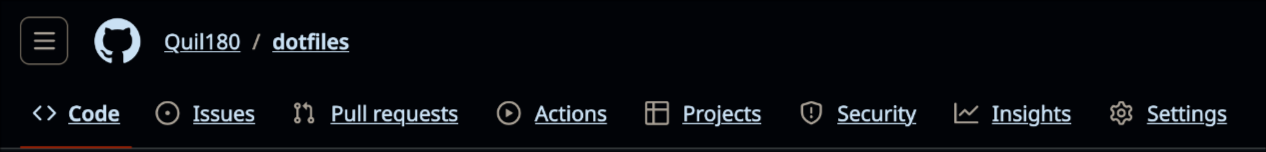 Quil180 / dotfiles
Code Issues Pull requests Actions Projects Security Insights Settings